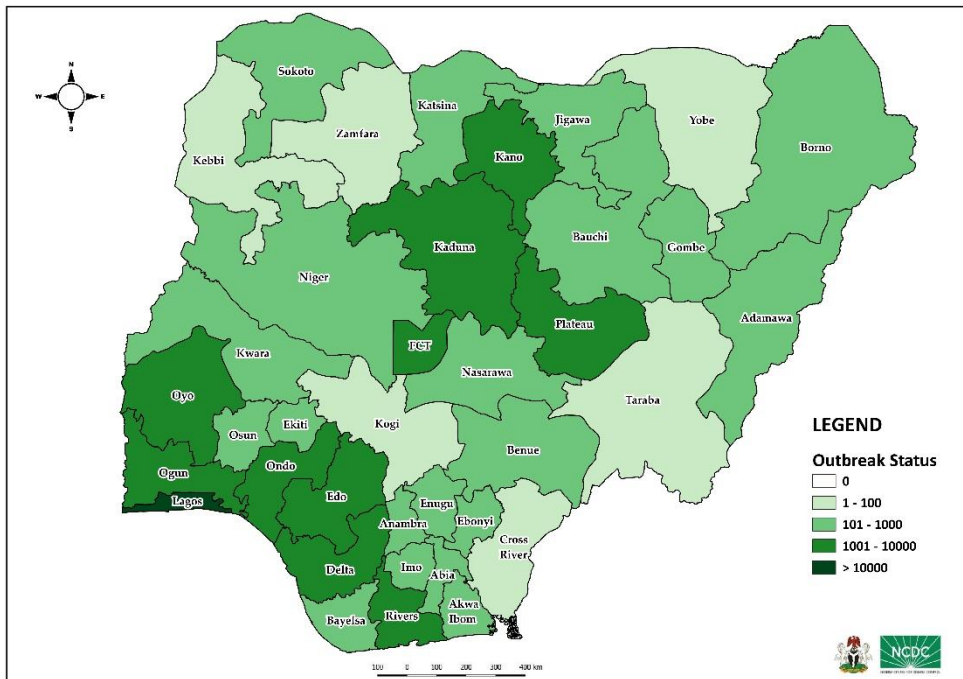 N
W E
S
Sokoto
Katsina
Jigawa
Yobe
Borno
Zamfara
Kebbi
Kano
Bauchi
Gombe
Kaduna
Niger
Adamawa
Plateau
FCT
Nasarawa
Kwara
Oyo
Taraba
Kogi
Ekiti
Osun
Benue
Ogun
Ondo
Lagos
Edo
Enugu
Anambra
Ebonyi
Cross
River
Delta
Imo
Abia
Akwa
Ibom
Rivers
Bayelsa
LEGEND
Outbreak Status
0
1 - 100
101 - 1000
1001 - 10000
> 10000
100 0 100 200 300 400 km
NCDC